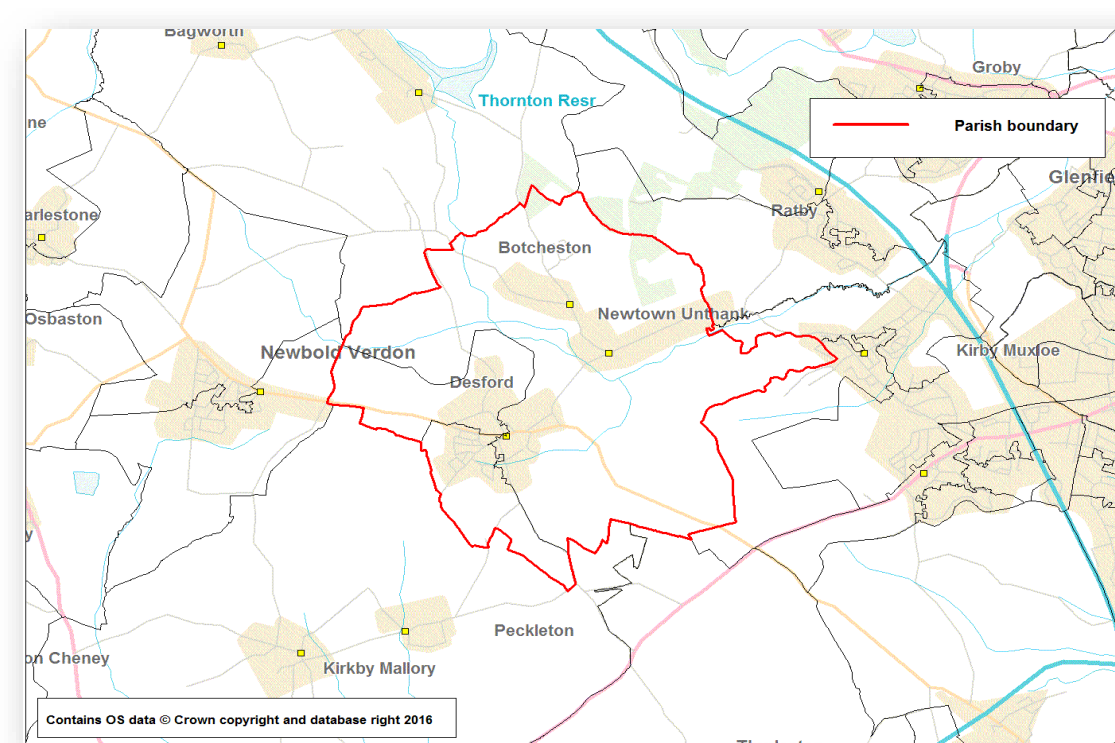 Bagworth
Groby
Thornton Resr
Parish boundary
ne
Glenfie
arlestone
Ratby
Botcheston
Osbaston
Newtown Unthank
Newbold Verdon
Kirby Muxloe
Desford
y
Peckleton
on Cheney
Kirkby Mallory
Contains OS data © Crown copyright and database right 2016